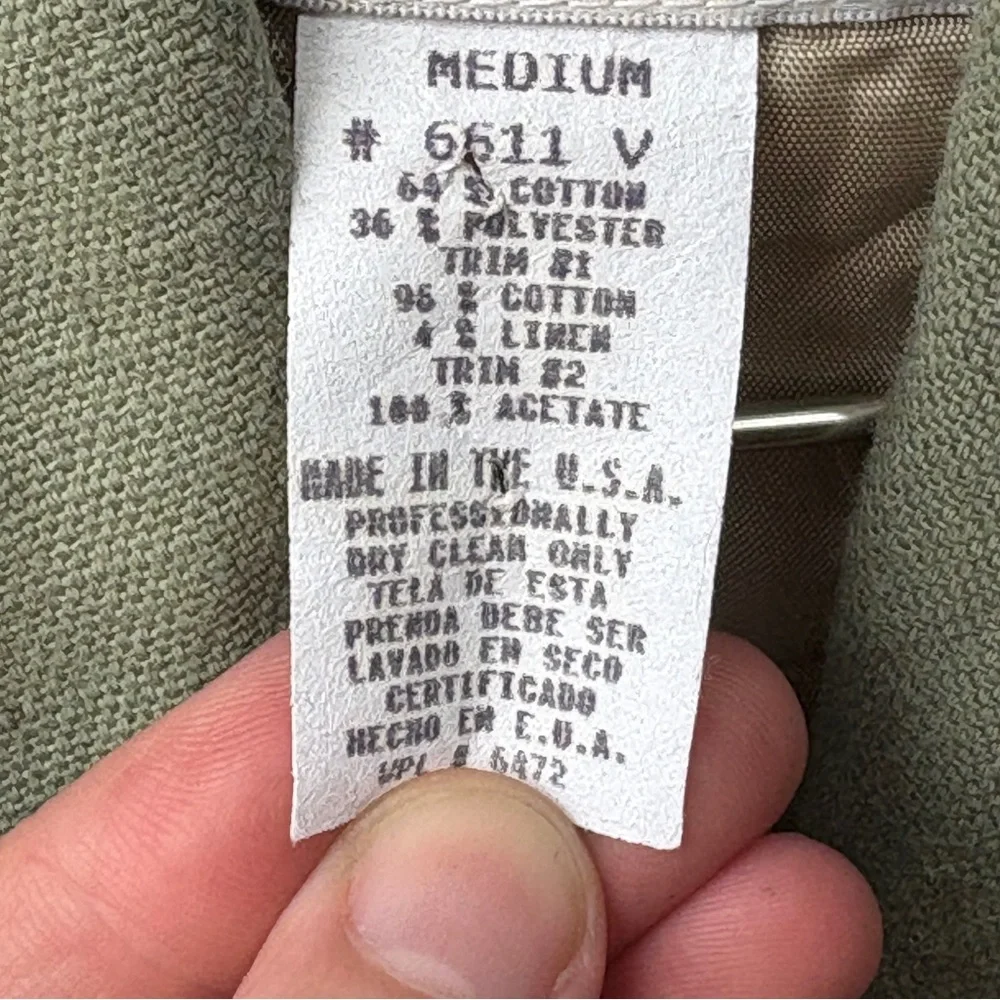 MEDIUM
# 6611 V
64 % COTTON
36 % POLYESTER
TRIM #1
96 % COTTON
4 % LINEN
TRIM #2
100 % ACETATE
MADE IN THE U.S.A.
PROFESSIONALLY
DRY CLEAN ONLY
TELA DE ESTA
PRENDA DEBE SER
LAVADO EN SECO
CERTIFICADO
HECHO EN E.U.A.
# 6472